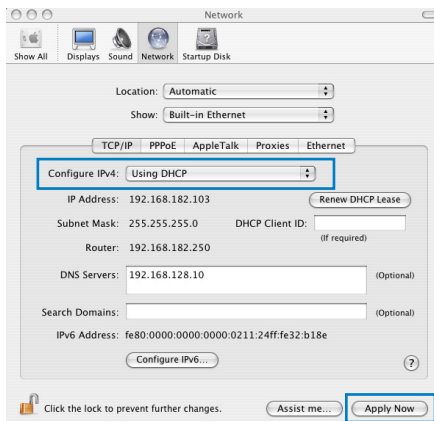 Network
Show All Displays Sound Network Startup Disk
Location: Automatic
Show: Built-in Ethernet
TCP/IP PPPoE AppleTalk Proxies Ethernet
Configure IPv4: Using DHCP
IP Address: 192.168.182.103 Renew DHCP Lease
Subnet Mask: 255.255.255.0 DHCP Client ID:
(If required)
Router: 192.168.182.250
DNS Servers: 192.168.128.10 (Optional)
Search Domains: (Optional)
IPv6 Address: fe80:0000:0000:0000:0211:24ff:fe32:b18e
Configure IPv6... ?
Click the lock to prevent further changes. Assist me... Apply Now